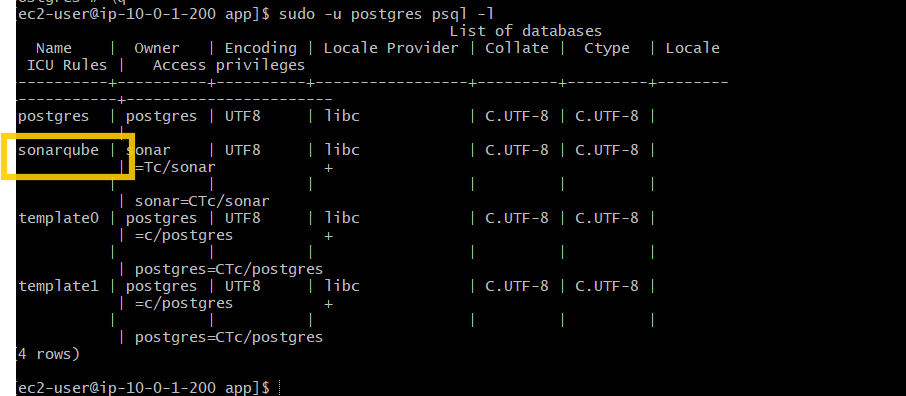 postgres # \q
[ec2-user@ip-10-0-1-200 app]$ sudo -u postgres psql -l
List of databases
Name | Owner | Encoding | Locale Provider | Collate | Ctype | Locale
ICU Rules | Access privileges
-----------+----------+----------+-----------------+---------+---------+--------
-----------+-----------------------
postgres | postgres | UTF8 | libc | C.UTF-8 | C.UTF-8 |
|
sonarqube | sonar | UTF8 | libc | C.UTF-8 | C.UTF-8 |
| =Tc/sonar +
| | | | | |
| sonar=CTc/sonar
template0 | postgres | UTF8 | libc | C.UTF-8 | C.UTF-8 |
| =c/postgres +
| | | | | |
| postgres=CTc/postgres
template1 | postgres | UTF8 | libc | C.UTF-8 | C.UTF-8 |
| =c/postgres +
| | | | | |
| postgres=CTc/postgres
(4 rows)
[ec2-user@ip-10-0-1-200 app]$